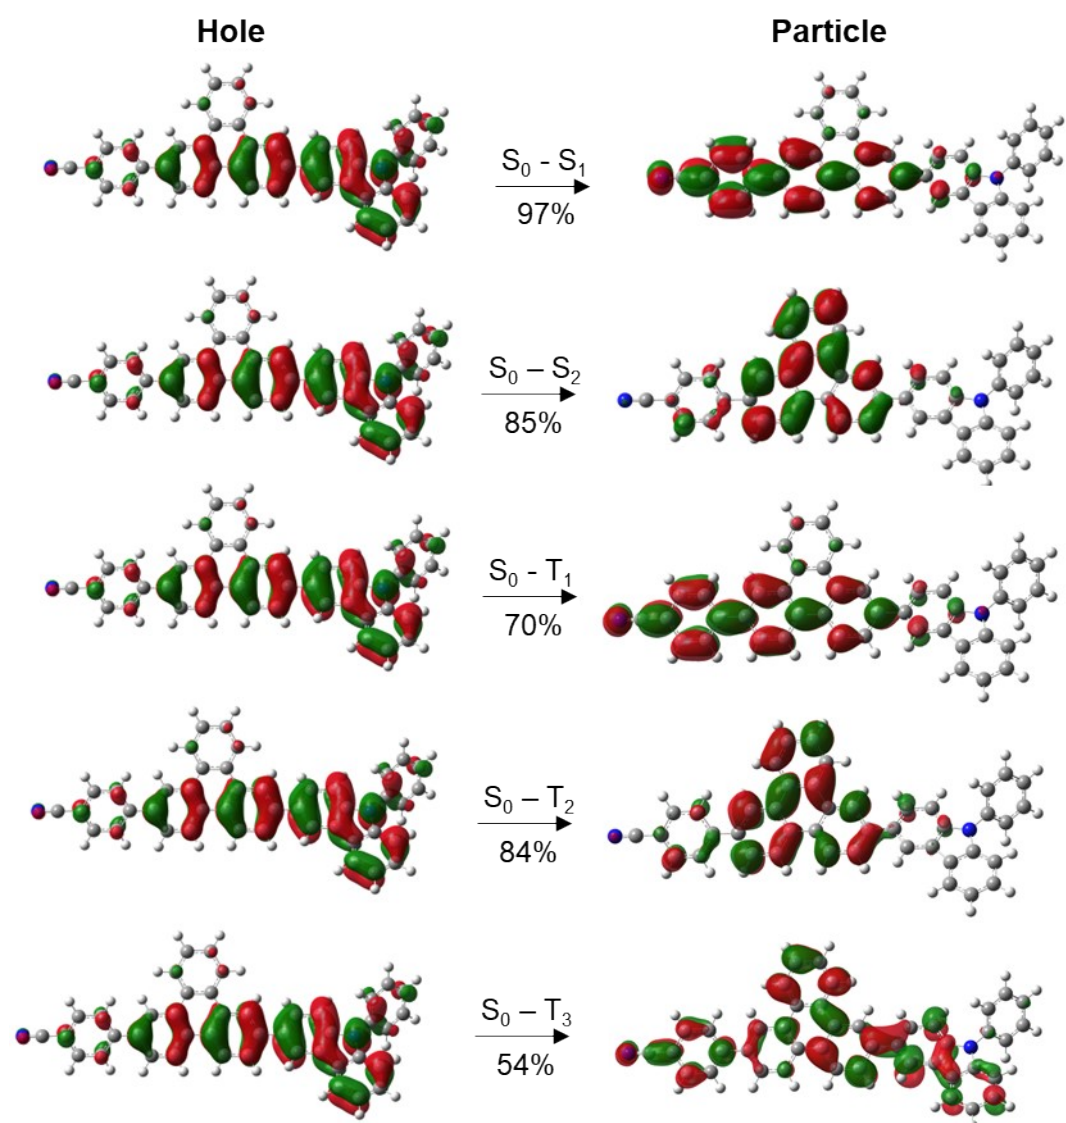 Hole Particle
S₀ - S₁
97%
S₀ – S₂
85%
S₀ - T₁
70%
S₀ – T₂
84%
S₀ – T₃
54%